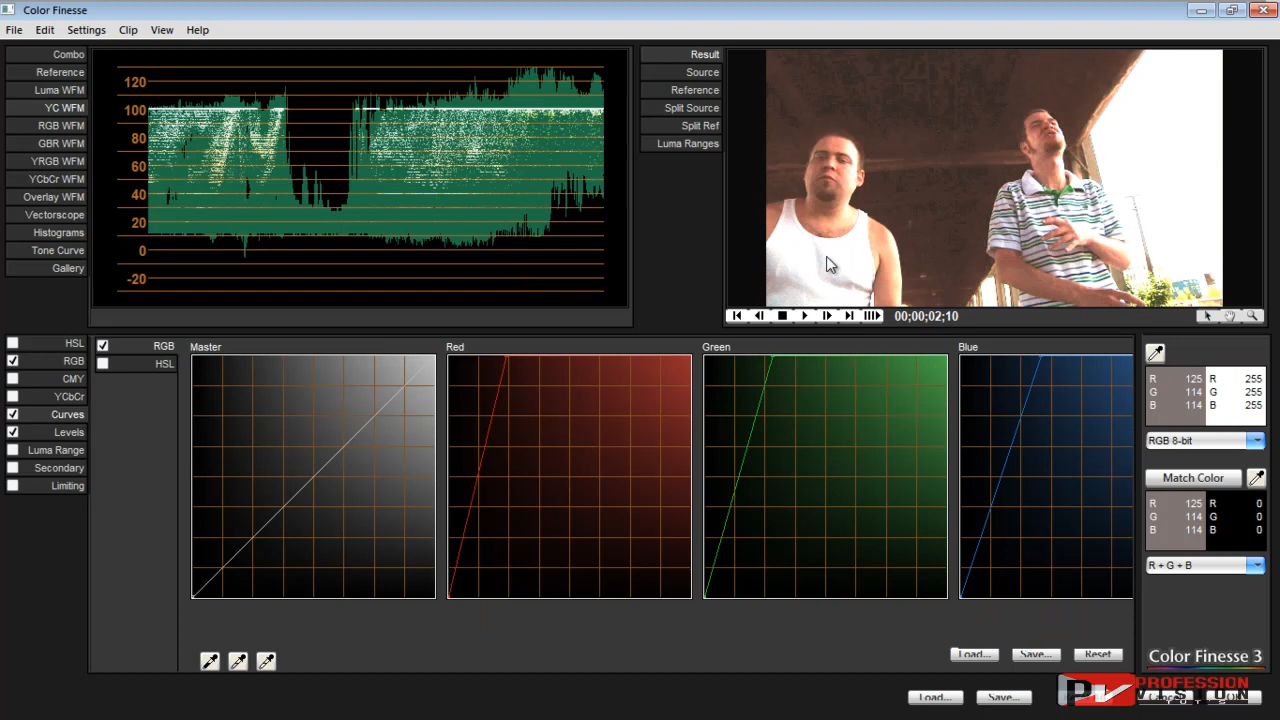 Color Finesse
File Edit Settings Clip View Help
Combo
Reference
Luma WFM
YC WFM
RGB WFM
GBR WFM
YRGB WFM
YCbCr WFM
Overlay WFM
Vectorscope
Histograms
Tone Curve
Gallery
120
100
80
60
40
20
0
-20
Result
Source
Reference
Split Source
Split Ref
Luma Ranges
00;00;02;10
HSL
RGB
CMY
YCbCr
Curves
Levels
Luma Range
Secondary
Limiting
RGB
HSL
Master Red Green Blue
R 125 R 255
G 114 G 255
B 114 B 255
RGB 8-bit
Match Color
R 125 R 0
G 114 G 0
B 114 B 0
R + G + B
Load... Save... Reset
Color Finesse 3
Load... Save...
PV PROFESSION
VISION